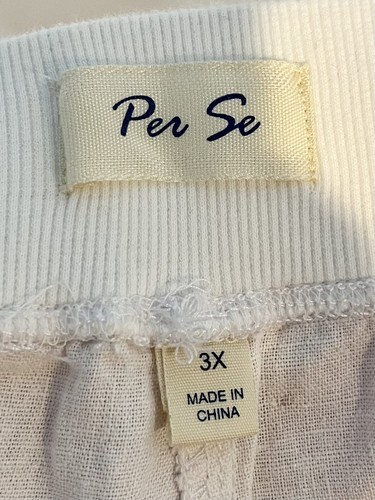 Per Se
3X
MADE IN
CHINA